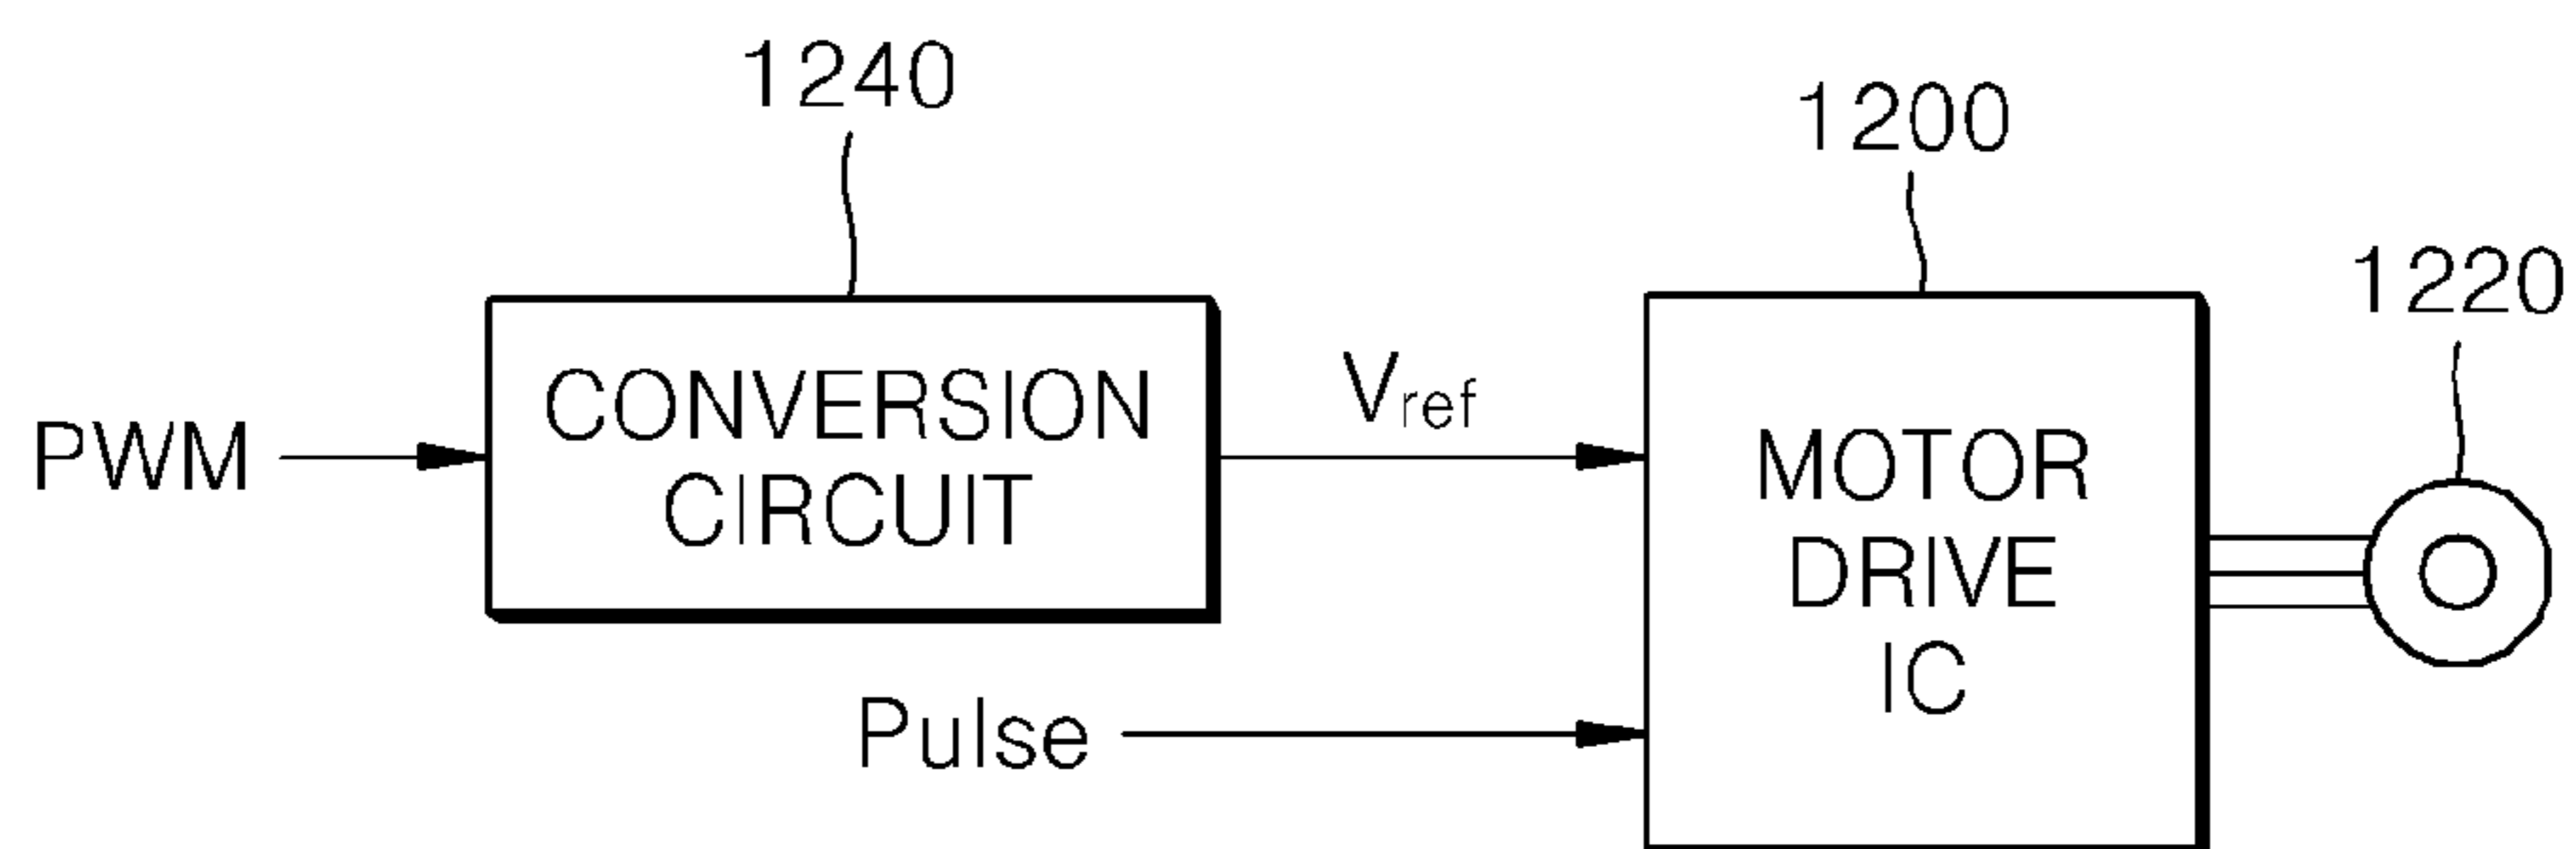 1240
1200
1220
PWM
CONVERSION
CIRCUIT
Vref
MOTOR
DRIVE
IC
Pulse